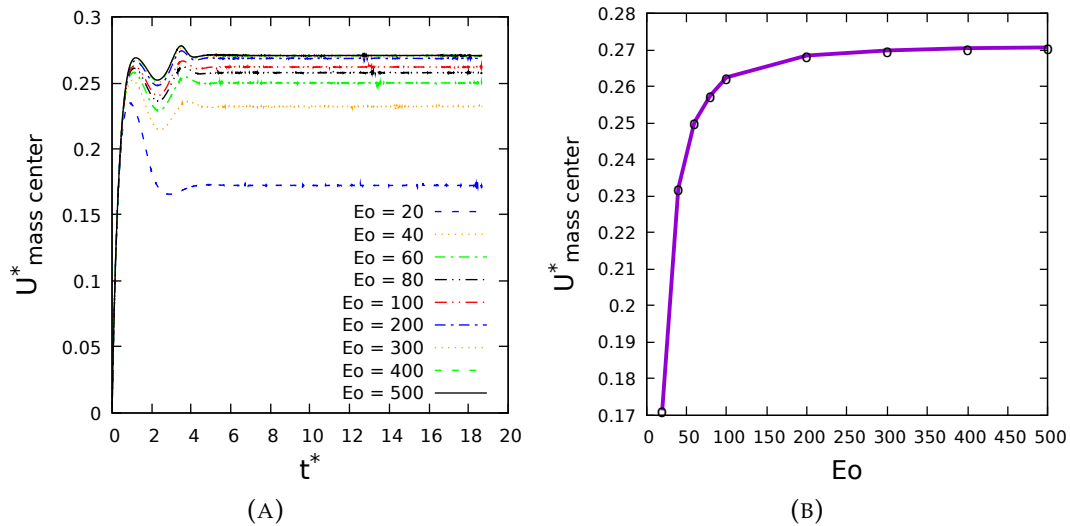 0.3
0.25
0.2
0.15
0.1
0.05
0
U* mass center
Eo = 20
Eo = 40
Eo = 60
Eo = 80
Eo = 100
Eo = 200
Eo = 300
Eo = 400
Eo = 500
0 2 4 6 8 10 12 14 16 18 20
t*
(A)
0.28
0.27
0.26
0.25
0.24
0.23
0.22
0.21
0.2
0.19
0.18
0.17
U* mass center
0 50 100 150 200 250 300 350 400 450 500
Eo
(B)